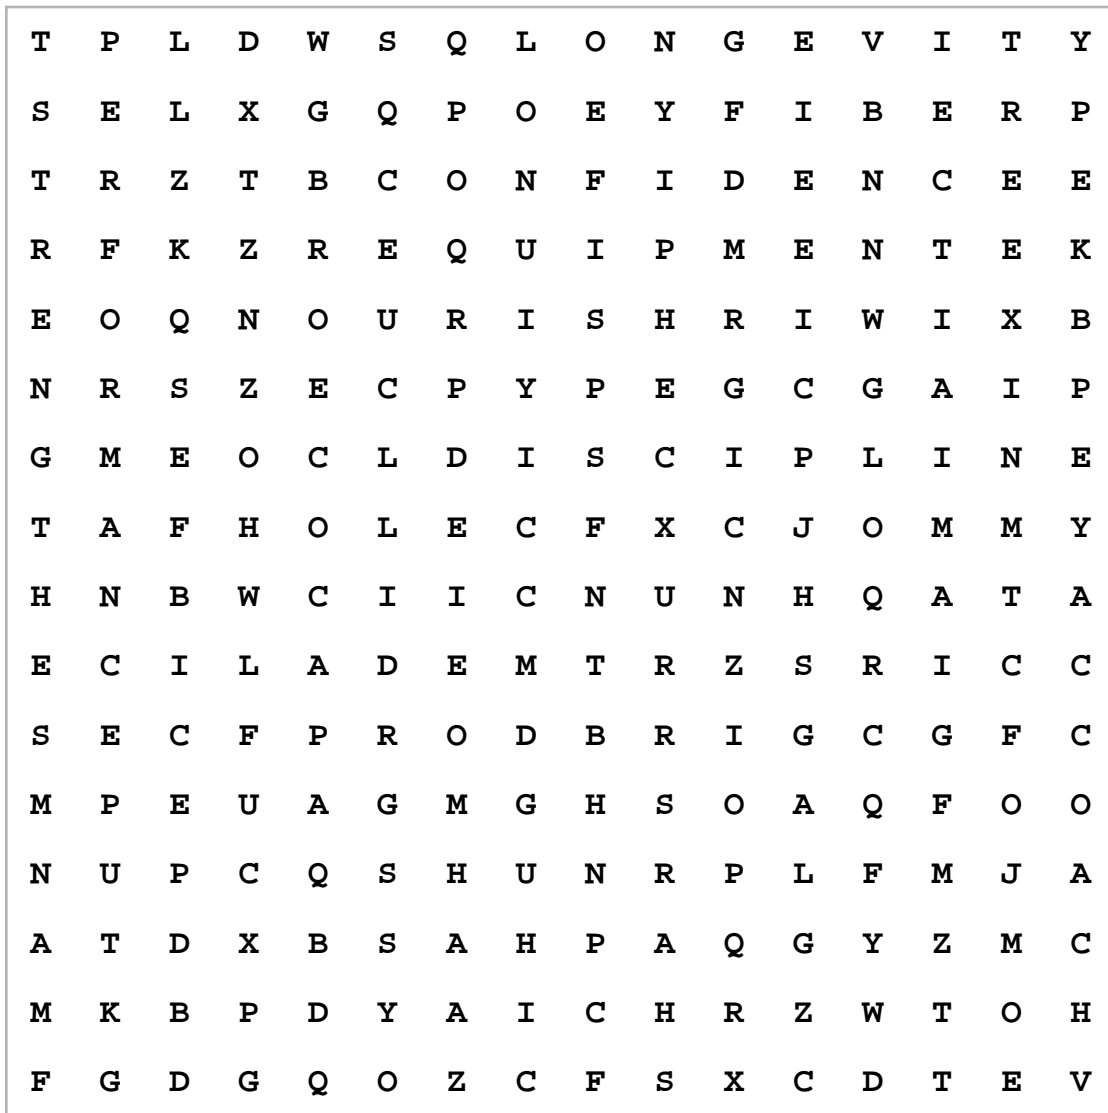 T P L D W S Q L O N G E V I T Y
S E L X G Q P O E Y F I B E R P
T R Z T B C O N F I D E N C E E
R F K Z R E Q U I P M E N T E K
E O Q N O U R I S H R I W I X B
N R S Z E C P Y P E G C G A I P
G M E O C L D I S C I P L I N E
T A F H O L E C F X C J O M M Y
H N B W C I I C N U N H Q A T A
E C I L A D E M T R Z S R I C C
S E C F P R O D B R I G C G F C
M P E U A G M G H S O A Q F O O
N U P C Q S H U N R P L F M J A
A T D X B S A H P A Q G Y Z M C
M K B P D Y A I C H R Z W T O H
F G D G Q O Z C F S X C D T E V